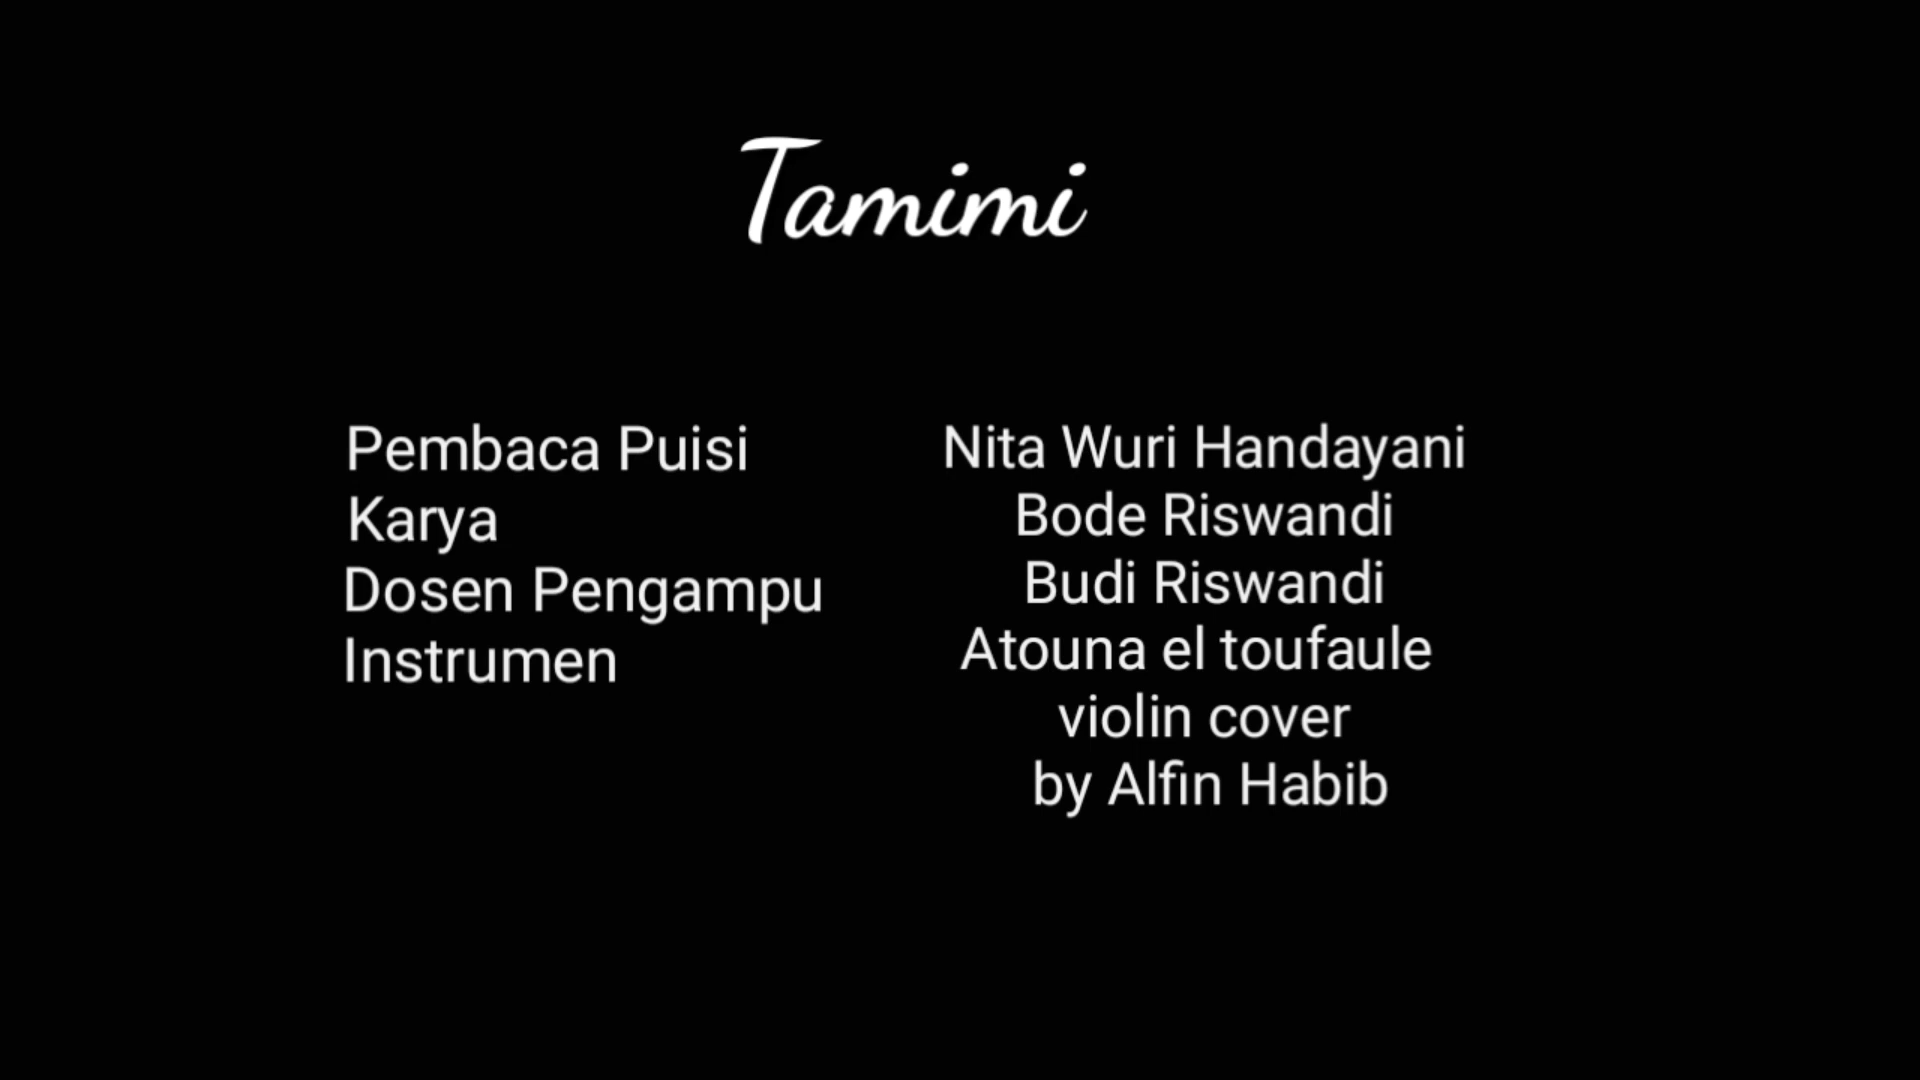 Tamimi
Pembaca Puisi
Karya
Dosen Pengampu
Instrumen
Nita Wuri Handayani
Bode Riswandi
Budi Riswandi
Atouna el toufaule
violin cover
by Alfin Habib